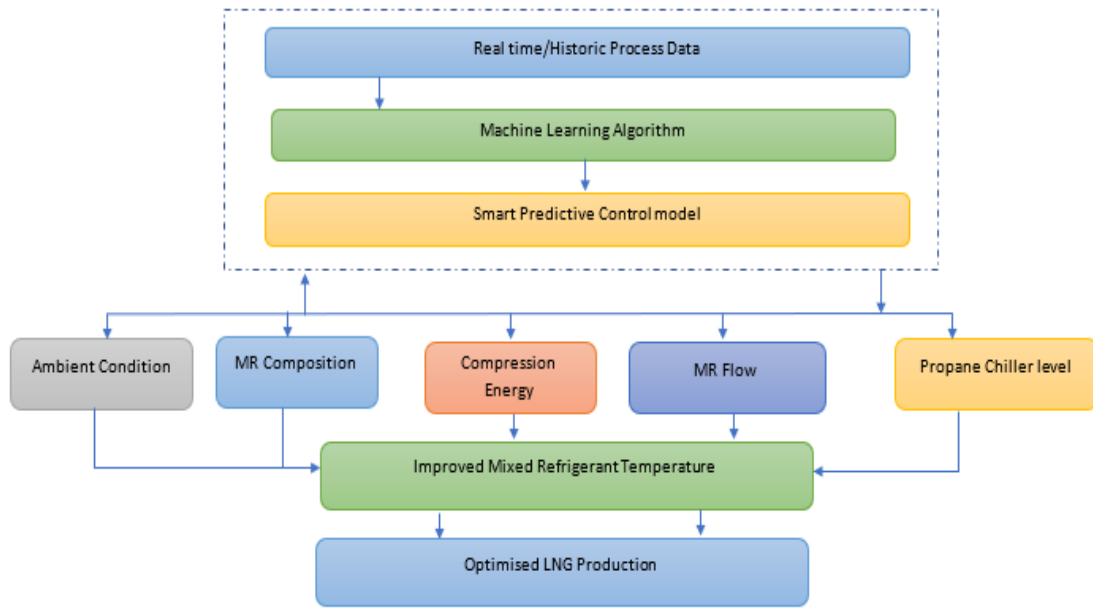 Real time/Historic Process Data
Machine Learning Algorithm
Smart Predictive Control model
Ambient Condition
MR Composition
Compression
Energy
MR Flow
Propane Chiller level
Improved Mixed Refrigerant Temperature
Optimised LNG Production